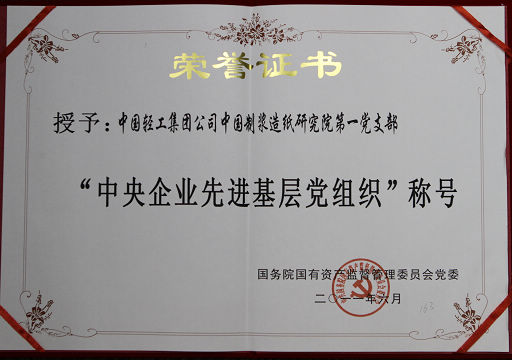 荣誉证书
授予：中国轻工集团公司中国制浆造纸研究院第一党支部
“中央企业先进基层党组织”称号
国务院国有资产监督管理委员会党委
二〇一一年六月
163